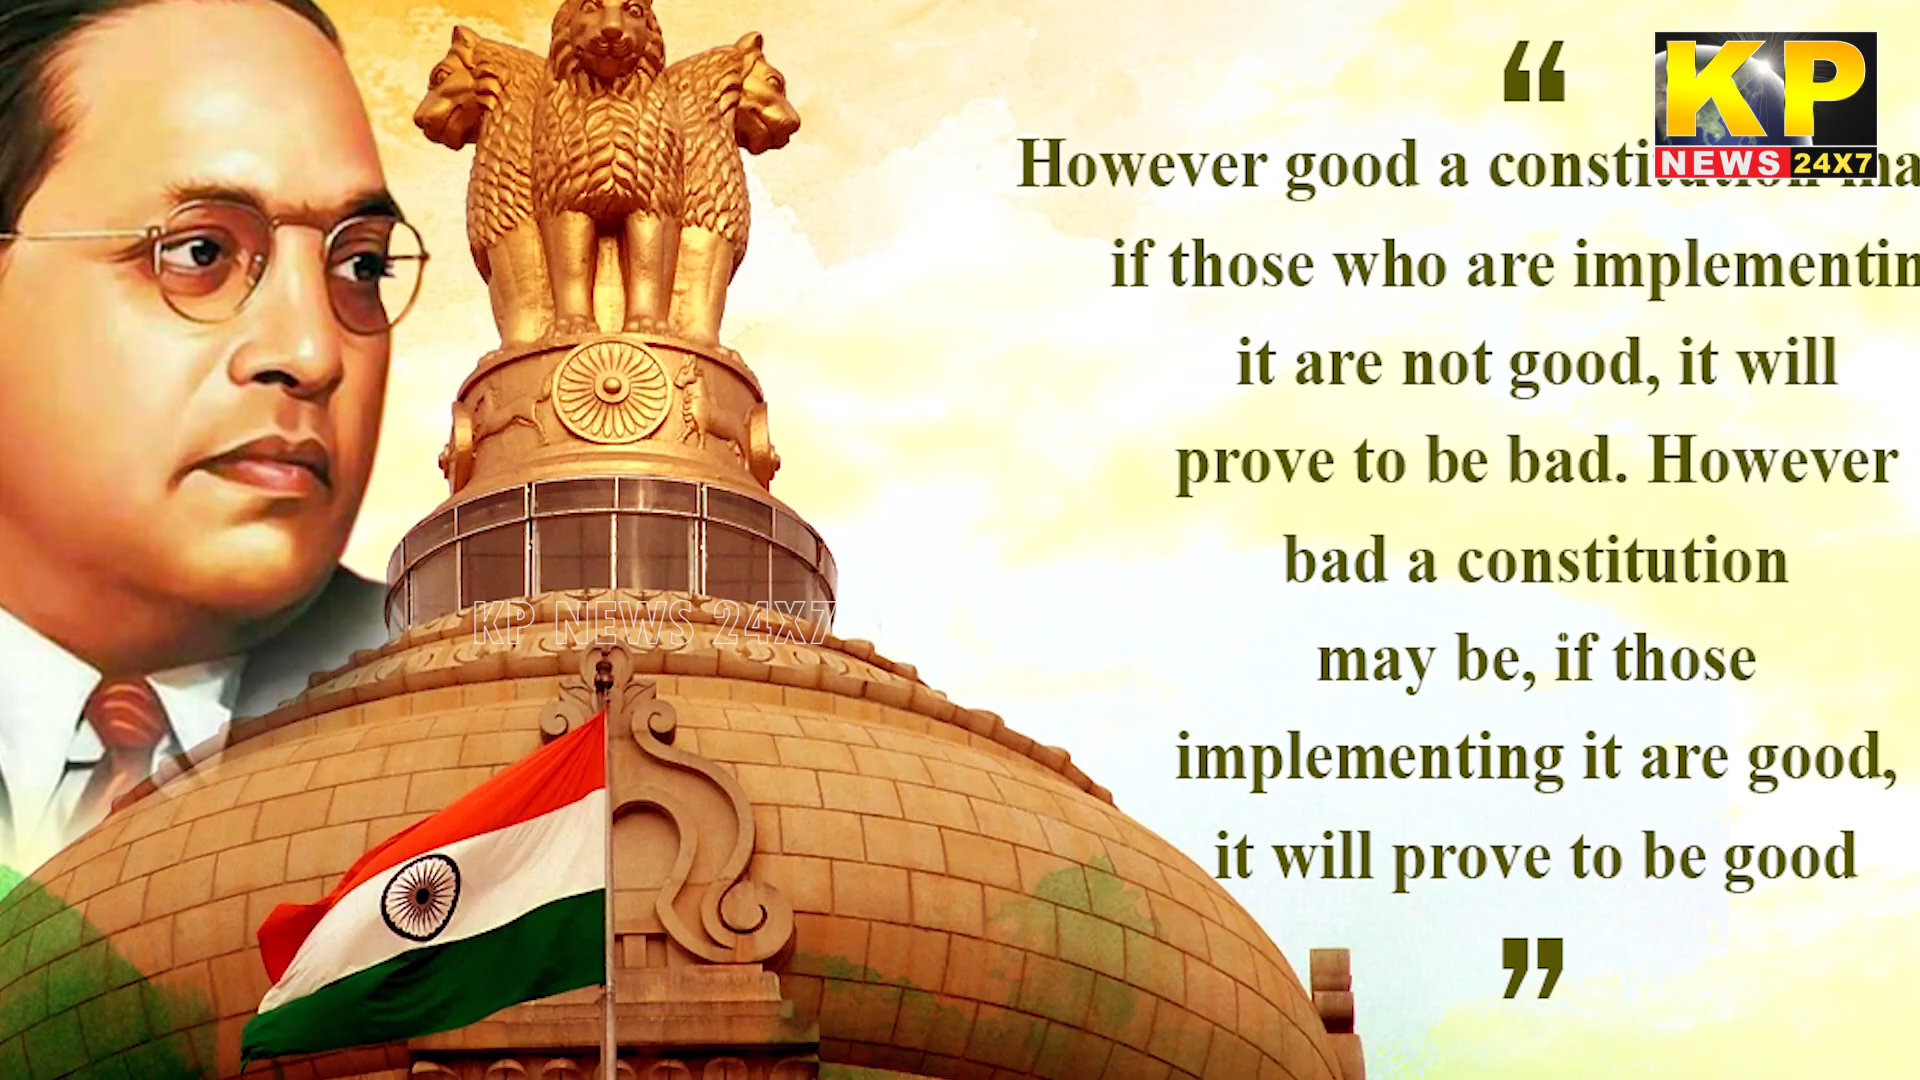 “
KP
NEWS 24X7
However good a constitution ma
if those who are implementin
it are not good, it will
prove to be bad. However
bad a constitution
KP NEWS 24X7
may be, if those
implementing it are good,
it will prove to be good
”